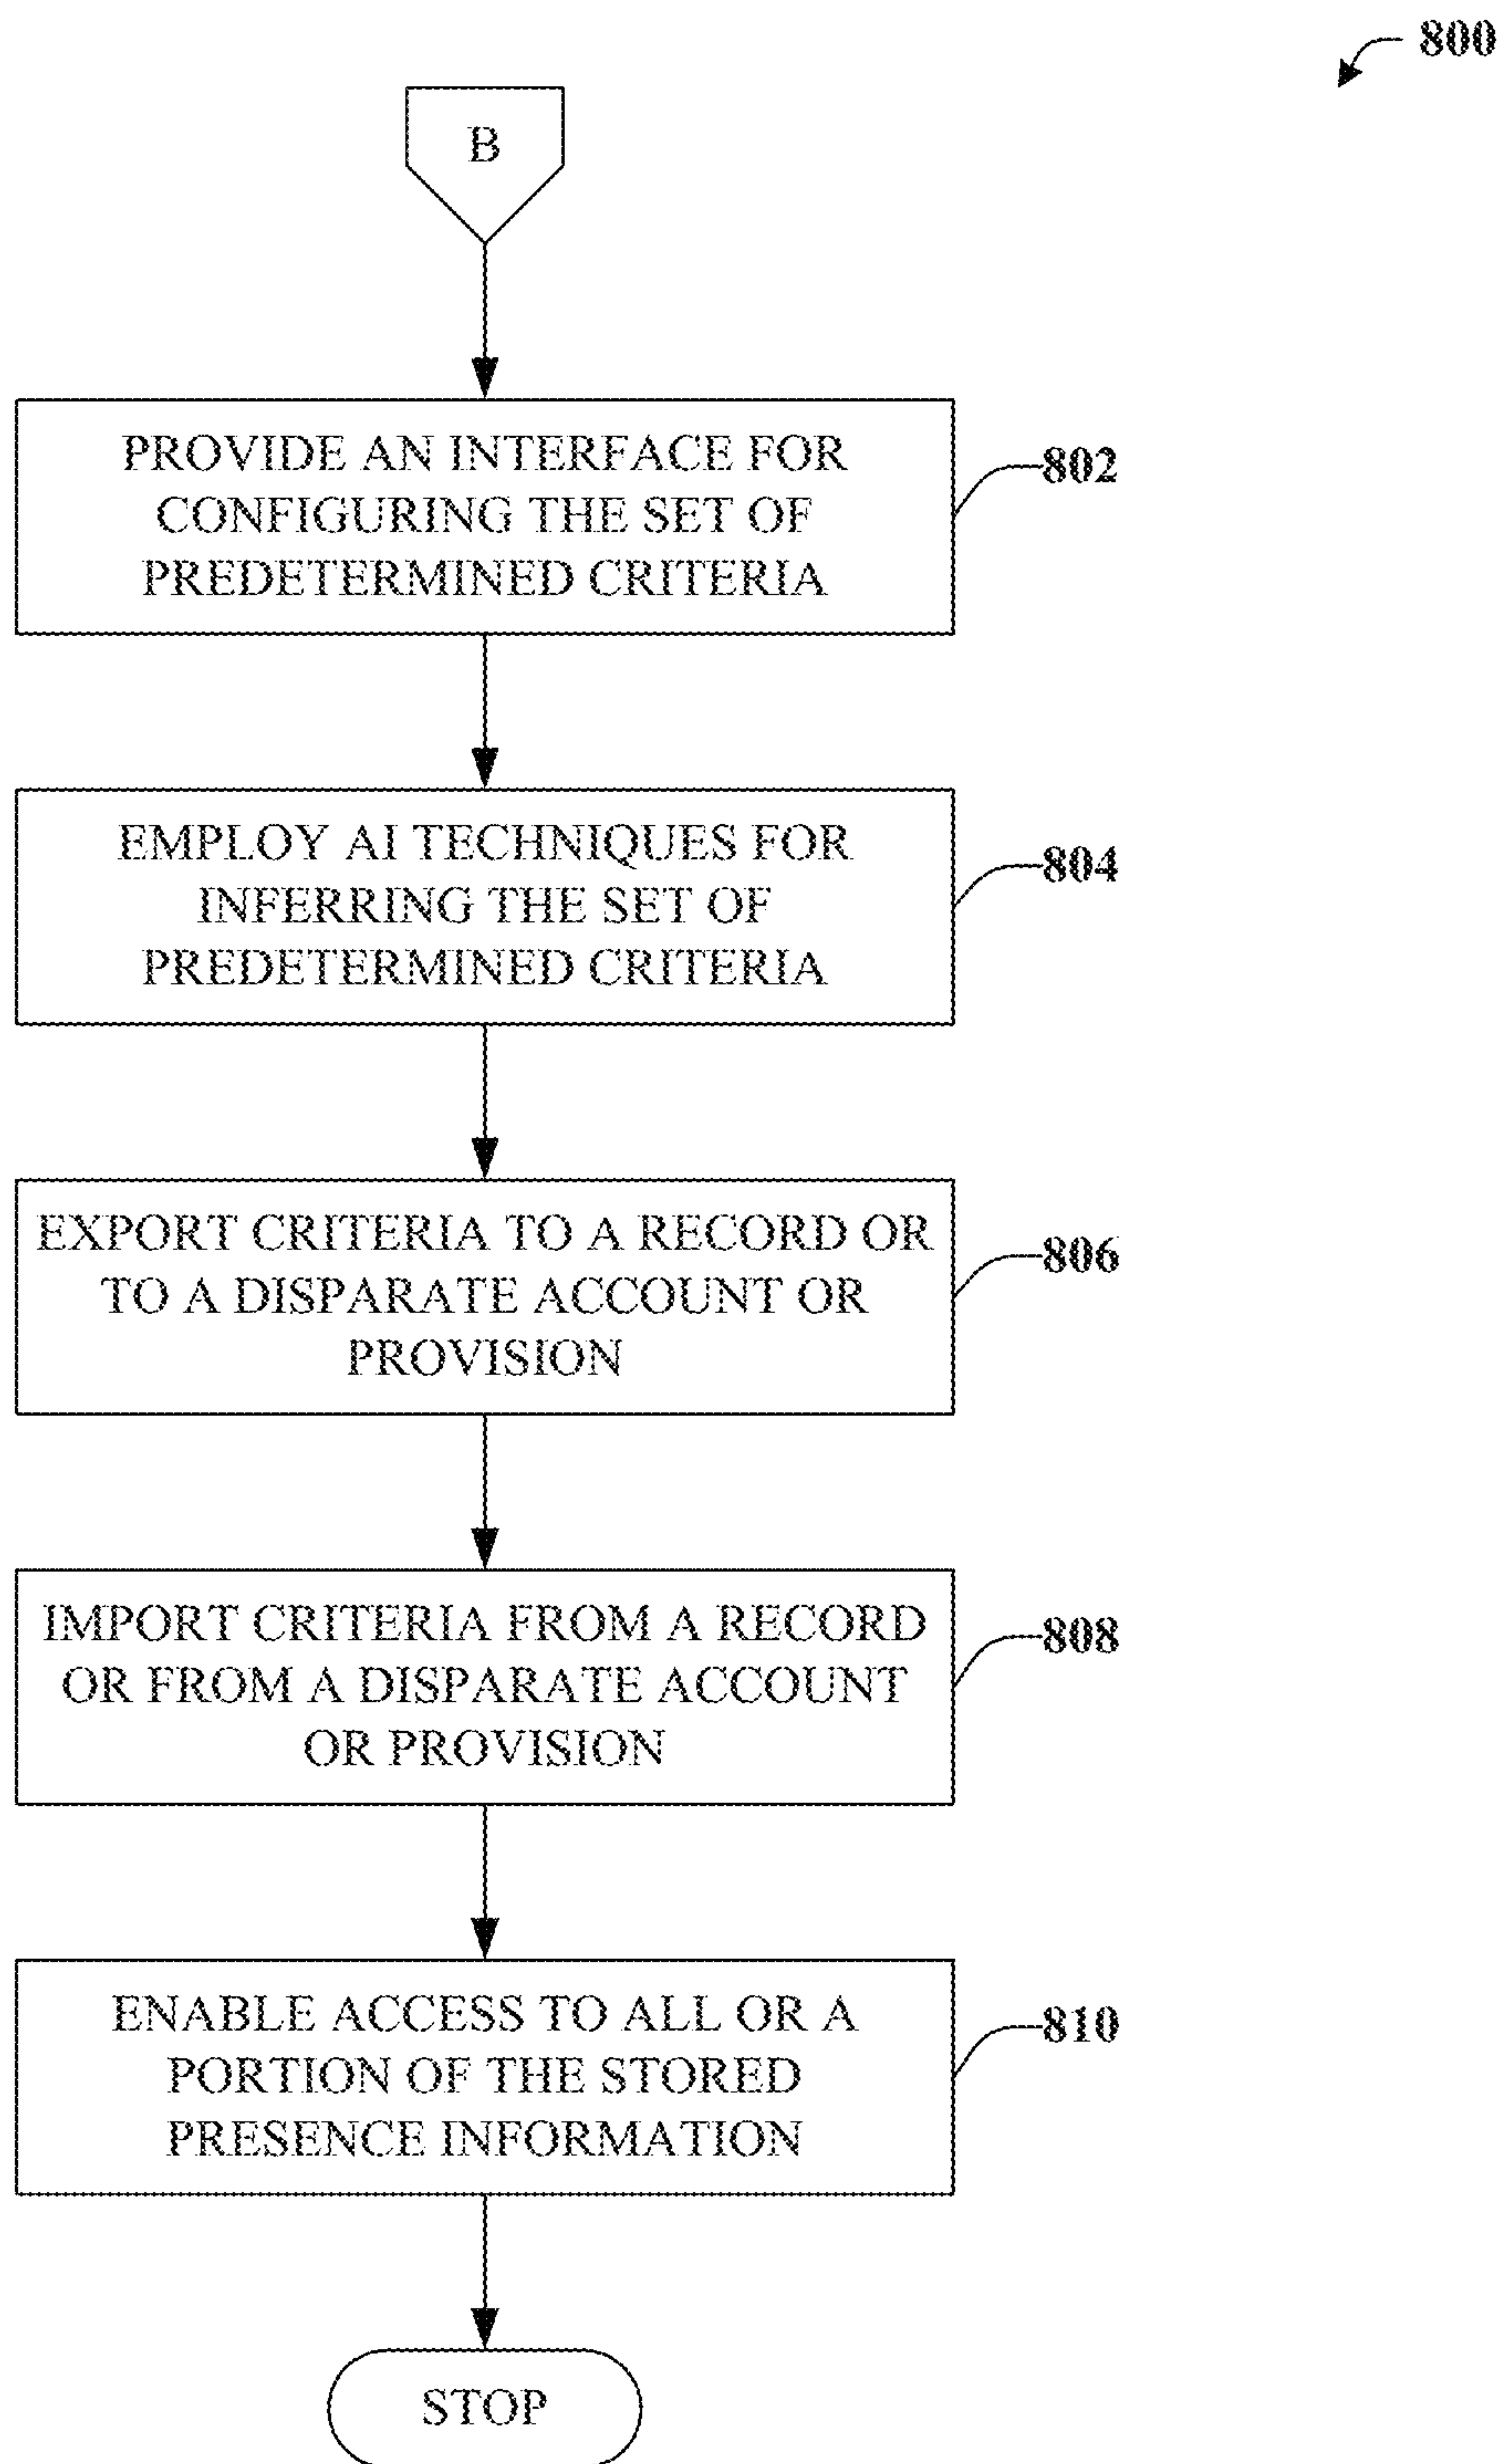 800
B
PROVIDE AN INTERFACE FOR
CONFIGURING THE SET OF
PREDETERMINED CRITERIA
802
EMPLOY AI TECHNIQUES FOR
INFERRING THE SET OF
PREDETERMINED CRITERIA
804
EXPORT CRITERIA TO A RECORD OR
TO A DISPARATE ACCOUNT OR
PROVISION
806
IMPORT CRITERIA FROM A RECORD
OR FROM A DISPARATE ACCOUNT
OR PROVISION
808
ENABLE ACCESS TO ALL OR A
PORTION OF THE STORED
PRESENCE INFORMATION
810
STOP